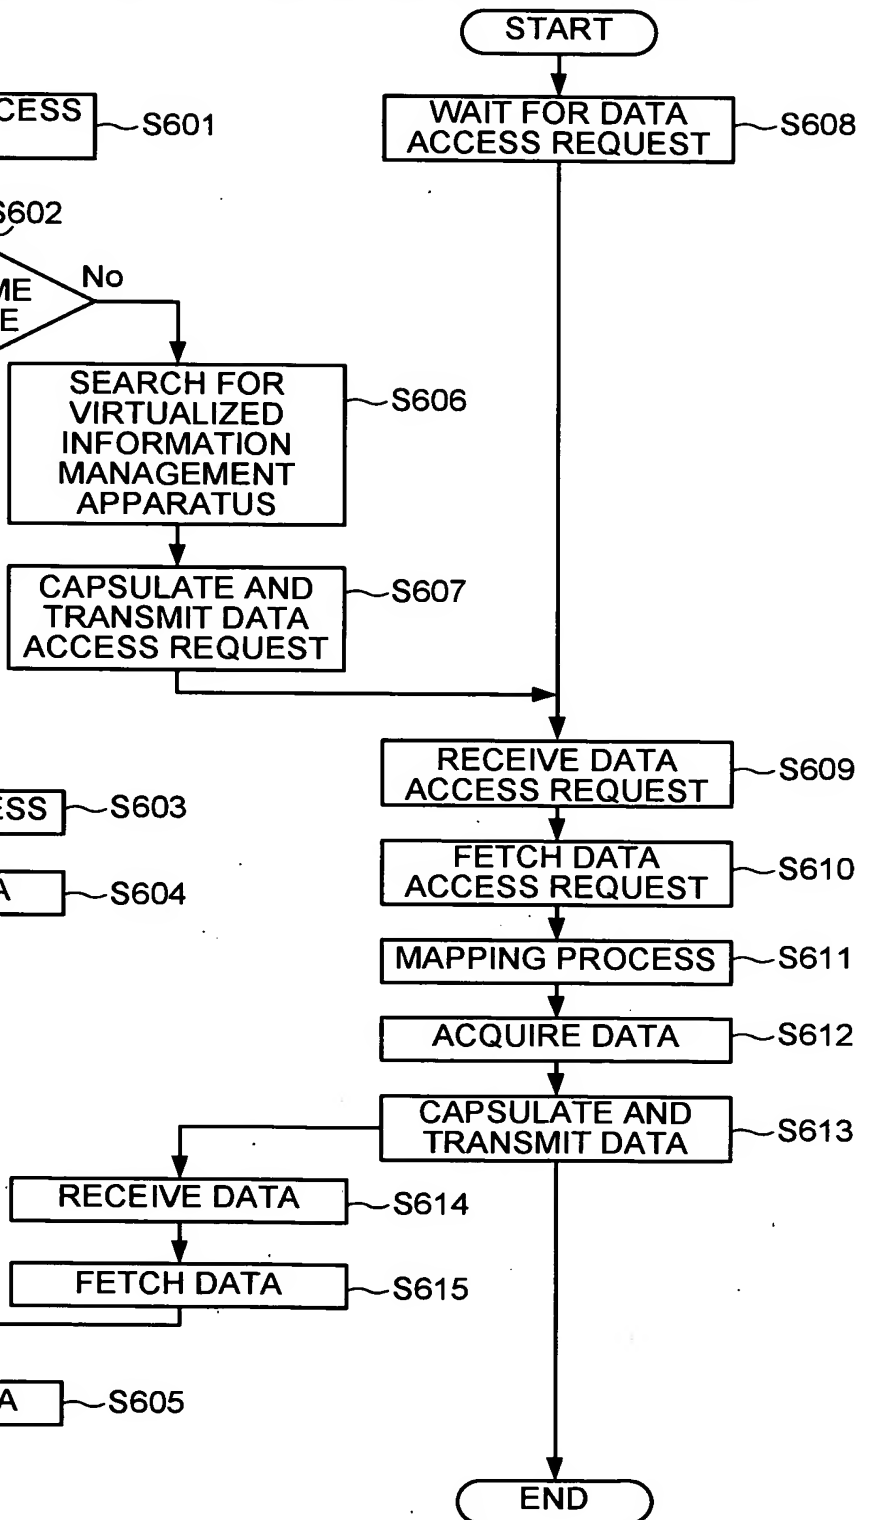 START
CESS
S601
WAIT FOR DATA
ACCESS REQUEST
S608
S602
ME
E
No
SEARCH FOR
VIRTUALIZED
INFORMATION
MANAGEMENT
APPARATUS
S606
CAPSULATE AND
TRANSMIT DATA
ACCESS REQUEST
S607
RECEIVE DATA
ACCESS REQUEST
S609
ESS
S603
FETCH DATA
ACCESS REQUEST
S610
A
S604
MAPPING PROCESS
S611
ACQUIRE DATA
S612
CAPSULATE AND
TRANSMIT DATA
S613
RECEIVE DATA
S614
FETCH DATA
S615
A
S605
END